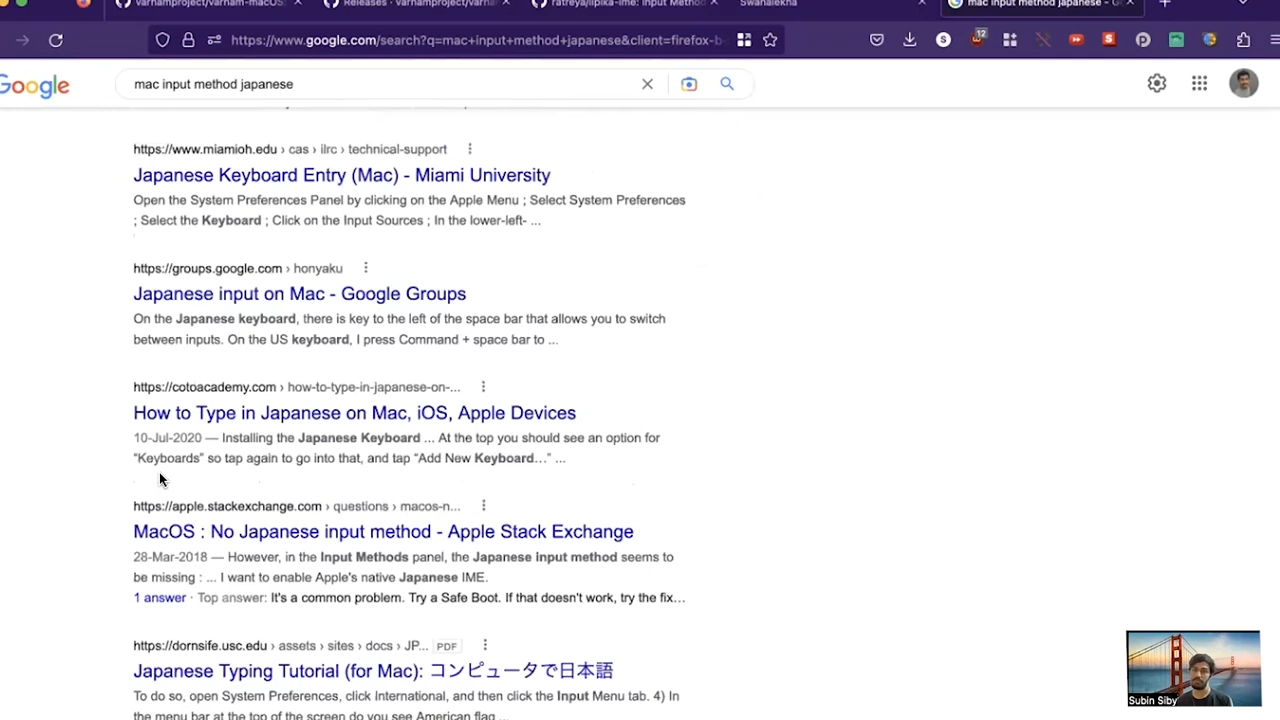 varnamproject/varnam-macOS:
Releases · varnamproject/varn
ratreya/lipika-ime: Input Method
Swanalekha
mac input method japanese - G
https://www.google.com/search?q=mac+input+method+japanese&client=firefox-b-
12
S
S
Google
mac input method japanese
https://www.miamioh.edu › cas › ilrc › technical-support
Japanese Keyboard Entry (Mac) - Miami University
Open the System Preferences Panel by clicking on the Apple Menu ; Select System Preferences
; Select the Keyboard ; Click on the Input Sources ; In the lower-left- ...
https://groups.google.com › honyaku
Japanese input on Mac - Google Groups
On the Japanese keyboard, there is key to the left of the space bar that allows you to switch
between inputs. On the US keyboard, I press Command + space bar to ...
https://cotoacademy.com › how-to-type-in-japanese-on-...
How to Type in Japanese on Mac, iOS, Apple Devices
10-Jul-2020 — Installing the Japanese Keyboard ... At the top you should see an option for
“Keyboards” so tap again to go into that, and tap “Add New Keyboard...” ...
https://apple.stackexchange.com › questions › macos-n...
MacOS : No Japanese input method - Apple Stack Exchange
28-Mar-2018 — However, in the Input Methods panel, the Japanese input method seems to
be missing : ... I want to enable Apple's native Japanese IME.
1 answer · Top answer: It's a common problem. Try a Safe Boot. If that doesn't work, try the fix...
https://dornsife.usc.edu › assets › sites › docs › JP... PDF
Japanese Typing Tutorial (for Mac): コンピュータで日本語
To do so, open System Preferences, click International, and then click the Input Menu tab. 4) In
the menu bar at the top of the screen do you see American flag ...
Subin Siby